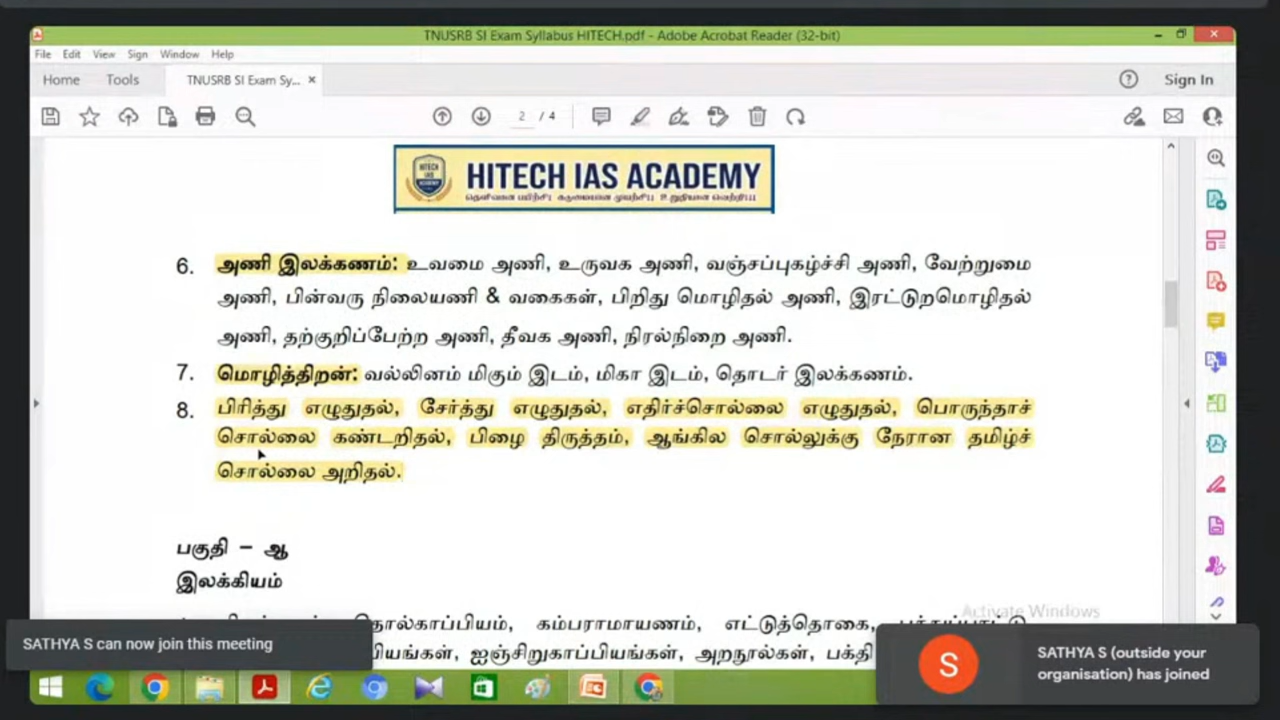 TNUSRB SI Exam Syllabus HITECH.pdf - Adobe Acrobat Reader (32-bit)
File Edit View Sign Window Help
Home Tools TNUSRB SI Exam Sy... × Sign In
2 / 4
HITECH IAS ACADEMY
6. அணி இலக்கணம்: உவமை அணி, உருவக அணி, வஞ்சப்புகழ்ச்சி அணி, வேற்றுமை
அணி, பின்வரு நிலையணி & வகைகள், பிறிது மொழிதல் அணி, இரட்டுறமொழிதல்
அணி, தற்குறிப்பேற்ற அணி, தீவக அணி, நிரல்நிறை அணி.
7. மொழித்திறன்: வல்லினம் மிகும் இடம், மிகா இடம், தொடர் இலக்கணம்.
8. பிரித்து எழுதுதல், சேர்த்து எழுதுதல், எதிர்ச்சொல்லை எழுதுதல், பொருந்தாச்
சொல்லை கண்டறிதல், பிழை திருத்தம், ஆங்கில சொல்லுக்கு நேரான தமிழ்ச்
சொல்லை அறிதல்.
பகுதி – ஆ
இலக்கியம்
கம்பராமாயணம், எட்டுத்தொகை,
ஐஞ்சிறுகாப்பியங்கள், அறநூல்கள், பக்தி
Activate Windows
SATHYA S can now join this meeting
S
SATHYA S (outside your
organisation) has joined